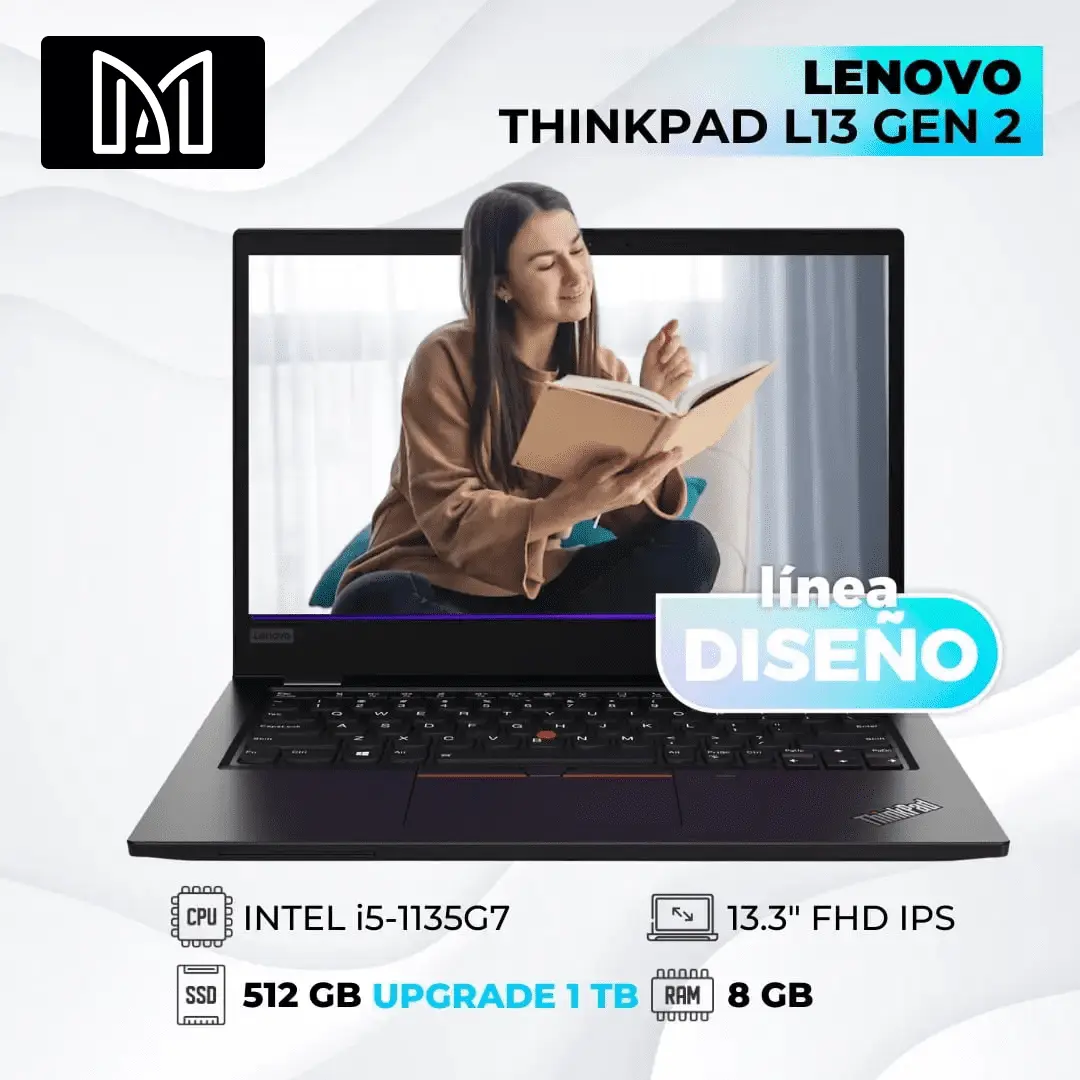 LENOVO
THINKPAD L13 GEN 2
Lenovo
línea
DISEÑO
ThinkPad
CPU INTEL i5-1135G7
13.3" FHD IPS
SSD 512 GB UPGRADE 1 TB
RAM 8 GB